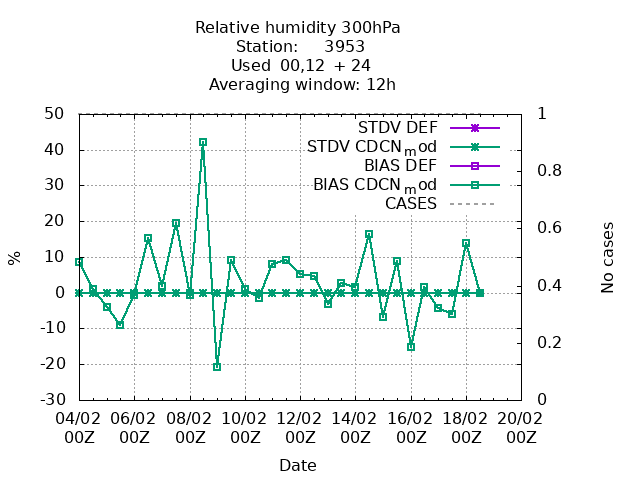 Relative humidity 300hPa
Station: 3953
Used 00,12 + 24
Averaging window: 12h
50 1
STDV DEF
40 STDV CDCNmod
30 BIAS DEF 0.8
BIAS CDCNmod
20 CASES 0.6
10
0 0.4
-10
-20 0.2
-30 0
% No cases
04/02 06/02 08/02 10/02 12/02 14/02 16/02 18/02 20/02
00Z 00Z 00Z 00Z 00Z 00Z 00Z 00Z 00Z
Date